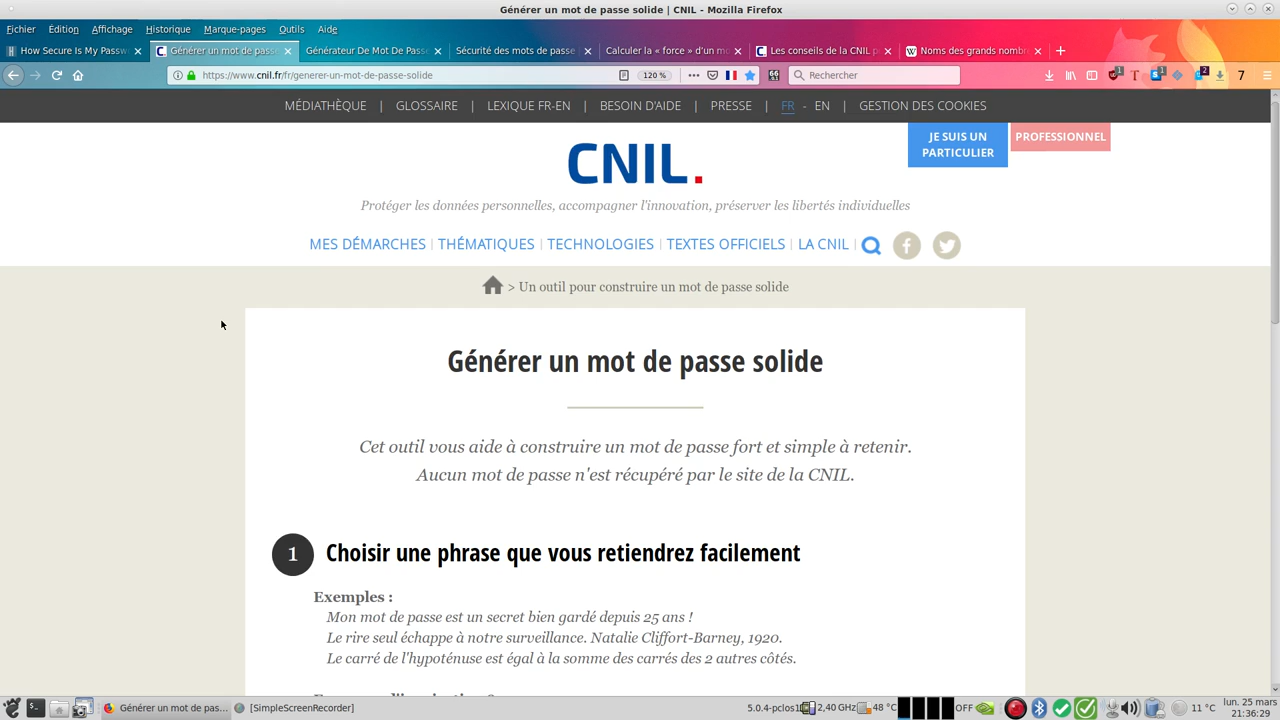 Générer un mot de passe solide | CNIL - Mozilla Firefox
Fichier Édition Affichage Historique Marque-pages Outils Aide
How Secure Is My Passw
Générer un mot de passe
Générateur De Mot De Passe
Sécurité des mots de passe
Calculer la « force » d'un mo
Les conseils de la CNIL p
Noms des grands nombr
https://www.cnil.fr/fr/generer-un-mot-de-passe-solide
120 %
Rechercher
7
MÉDIATHÈQUE | GLOSSAIRE | LEXIQUE FR-EN | BESOIN D'AIDE | PRESSE | FR - EN | GESTION DES COOKIES
JE SUIS UN PARTICULIER
PROFESSIONNEL
CNIL.
Protéger les données personnelles, accompagner l'innovation, préserver les libertés individuelles
MES DÉMARCHES | THÉMATIQUES | TECHNOLOGIES | TEXTES OFFICIELS | LA CNIL
> Un outil pour construire un mot de passe solide
Générer un mot de passe solide
Cet outil vous aide à construire un mot de passe fort et simple à retenir.
Aucun mot de passe n'est récupéré par le site de la CNIL.
1 Choisir une phrase que vous retiendrez facilement
Exemples :
Mon mot de passe est un secret bien gardé depuis 25 ans !
Le rire seul échappe à notre surveillance. Natalie Cliffort-Barney, 1920.
Le carré de l'hypoténuse est égal à la somme des carrés des 2 autres côtés.
Générer un mot de pas...
[SimpleScreenRecorder]
5.0.4-pclos1
2,40 GHz
48 °C
OFF
11 °C
lun. 25 mars
21:36:29